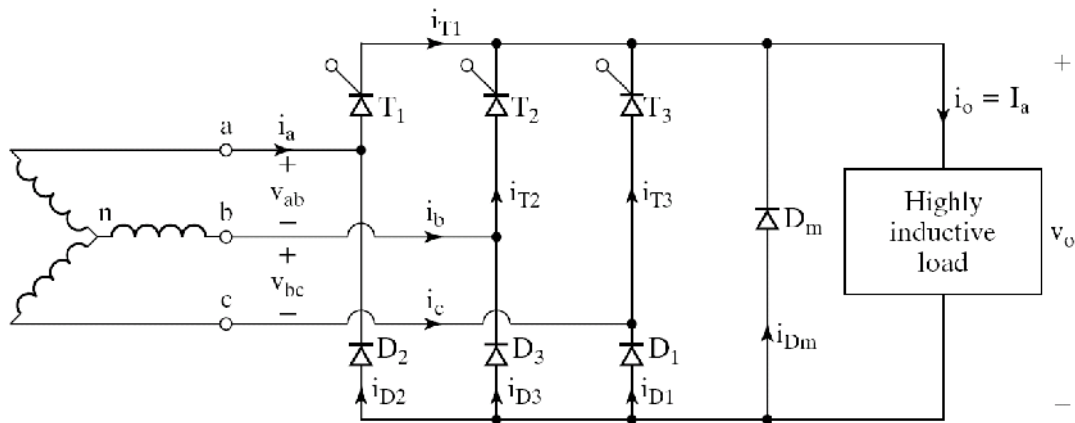 i_T1
+
T_1
T_2
T_3
i_o = I_a
a
i_a
+
v_ab
i_T2
i_T3
n
b
−
i_b
D_m
Highly
inductive
load
v_o
+
v_bc
c
−
i_c
i_Dm
D_2
D_3
D_1
i_D2
i_D3
i_D1
−